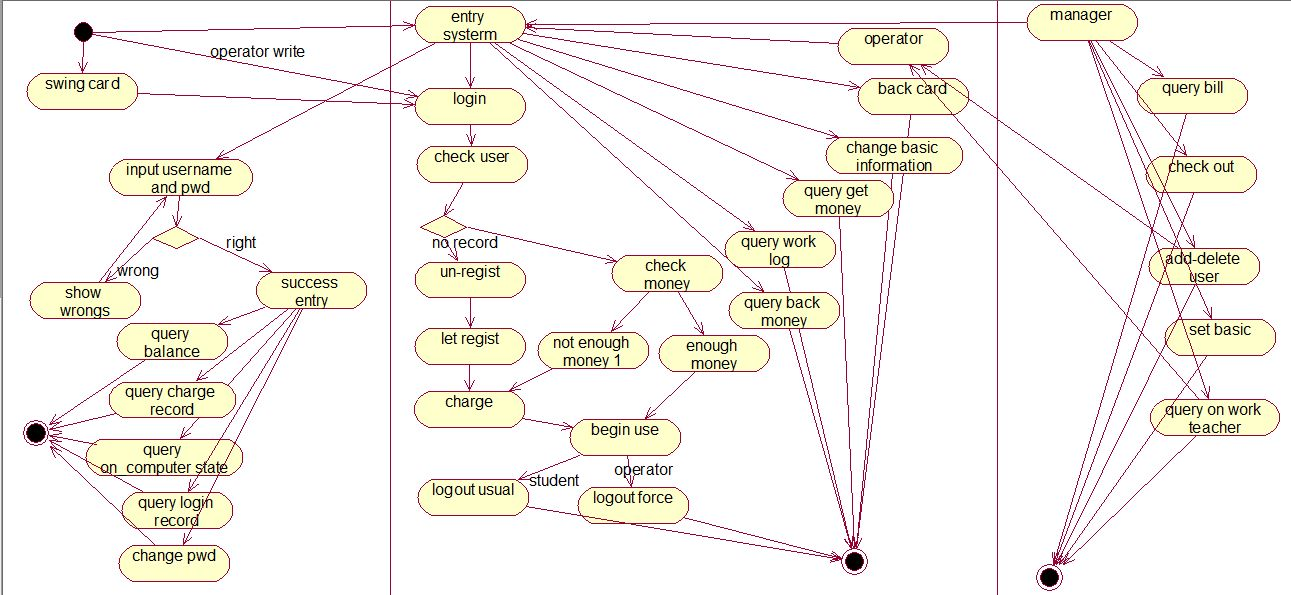 operator write
swing card
input username
and pwd
right
wrong
show
wrongs
success
entry
query
balance
query charge
record
query
on computer state
query login
record
change pwd
entry
systerm
login
check user
no record
un-regist
let regist
charge
check
money
not enough
money 1
enough
money
begin use
student
operator
logout usual
logout force
operator
back card
change basic
information
query get
money
query work
log
query back
money
manager
query bill
check out
add-delete
user
set basic
query on work
teacher